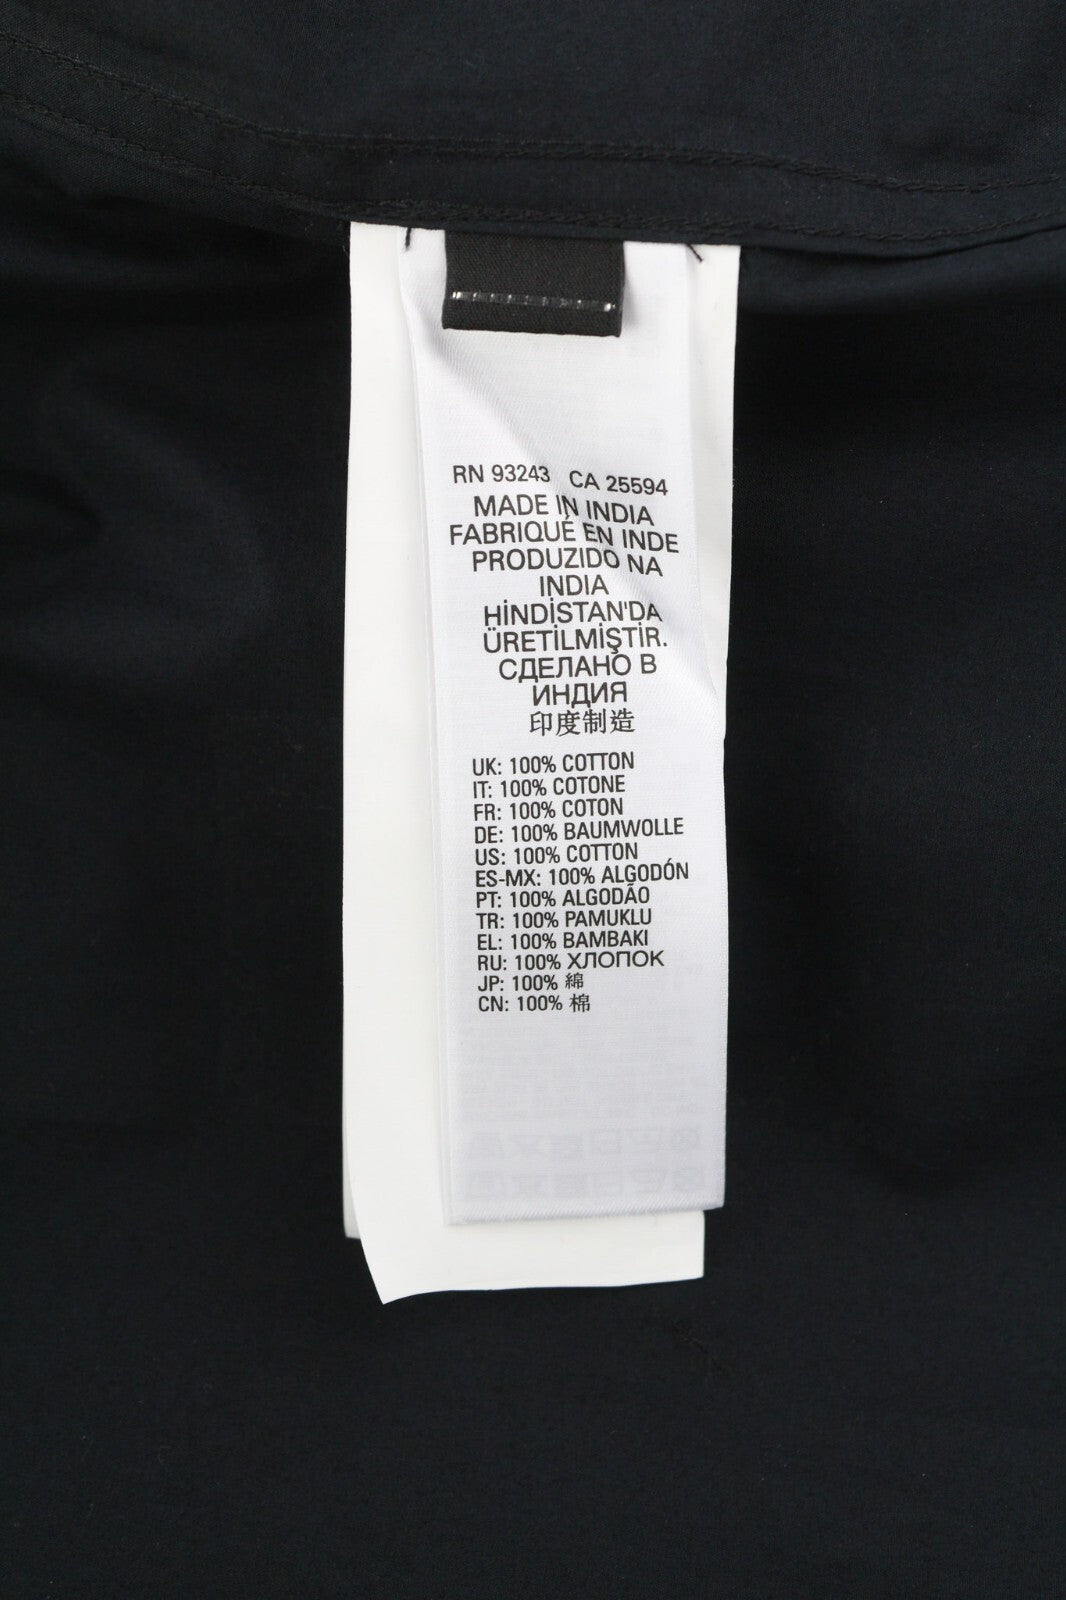 RN 93243 CA 25594
MADE IN INDIA
FABRIQUÉ EN INDE
PRODUZIDO NA
INDIA
HİNDİSTAN'DA
ÜRETİLMİŞTİR.
СДЕЛАНО В
ИНДИЯ
印度制造
UK: 100% COTTON
IT: 100% COTONE
FR: 100% COTON
DE: 100% BAUMWOLLE
US: 100% COTTON
ES-MX: 100% ALGODÓN
PT: 100% ALGODÃO
TR: 100% PAMUKLU
EL: 100% BAMBAKI
RU: 100% ХЛОПОК
JP: 100% 綿
CN: 100% 棉